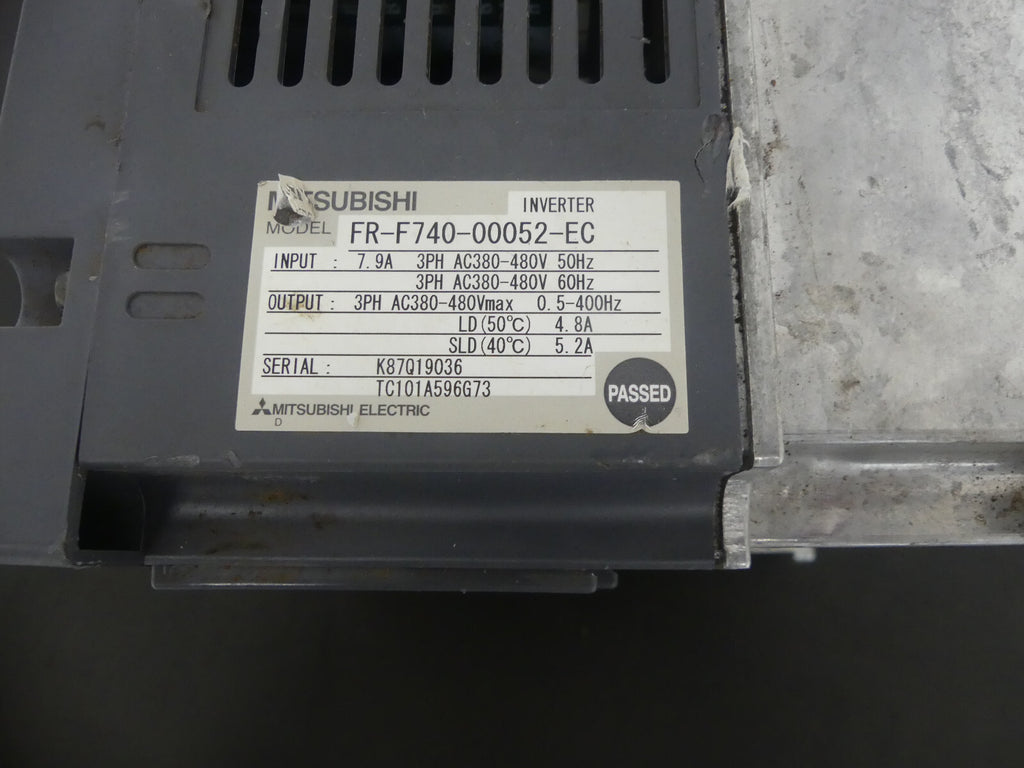 MITSUBISHI INVERTER
MODEL FR-F740-00052-EC
INPUT : 7.9A 3PH AC380-480V 50Hz
3PH AC380-480V 60Hz
OUTPUT : 3PH AC380-480Vmax 0.5-400Hz
LD(50℃) 4.8A
SLD(40℃) 5.2A
SERIAL : K87Q19036
TC101A596G73
PASSED
MITSUBISHI ELECTRIC
D